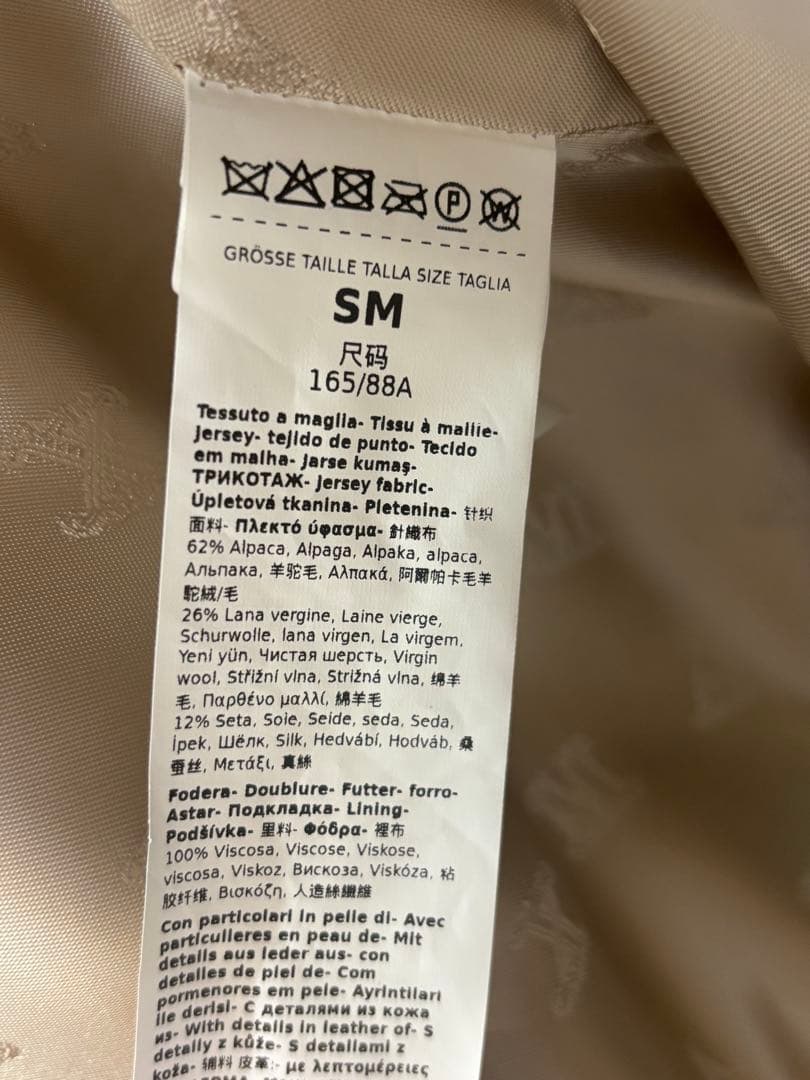 GRÖSSE TAILLE TALLA SIZE TAGLIA
SM
尺码
165/88A
Tessuto a maglia- Tissu à maille-
Jersey- tejido de punto- Tecido
em malha- Jarse kumaş-
ТРИКОТАЖ- Jersey fabric-
Úpletová tkanina- Pletenina- 针织
面料- Πλεκτό ύφασμα- 針織布
62% Alpaca, Alpaga, Alpaka, alpaca,
Альпака, 羊驼毛, Αλπακά, 阿爾帕卡毛羊
駝絨/毛
26% Lana vergine, Laine vierge,
Schurwolle, lana virgen, La virgem,
Yeni yün, Чистая шерсть, Virgin
wool, Střižní vlna, Strižná vlna, 绵羊
毛, Παρθένο μαλλί, 綿羊毛
12% Seta, Soie, Seide, seda, Seda,
İpek, Шёлк, Silk, Hedvábí, Hodváb, 桑
蚕丝, Μετάξι, 真絲
Fodera- Doublure- Futter- forro-
Astar- Подкладка- Lining-
Podšívka- 里料- Φόδρα- 裡布
100% Viscosa, Viscose, Viskose,
viscosa, Viskoz, Вискоза, Viskóza, 粘
胶纤维, Βισκόζη, 人造絲纖維
Con particolari in pelle di- Avec
particulieres en peau de- Mit
details aus leder aus- con
detalles de piel de- Com
pormenores em pele- Ayrintilari
ile derisi- С деталями из кожа
из- With details in leather of- S
detaily z kůže- S detailami z
koža- 辅料 皮革:- με λεπτομέρειες